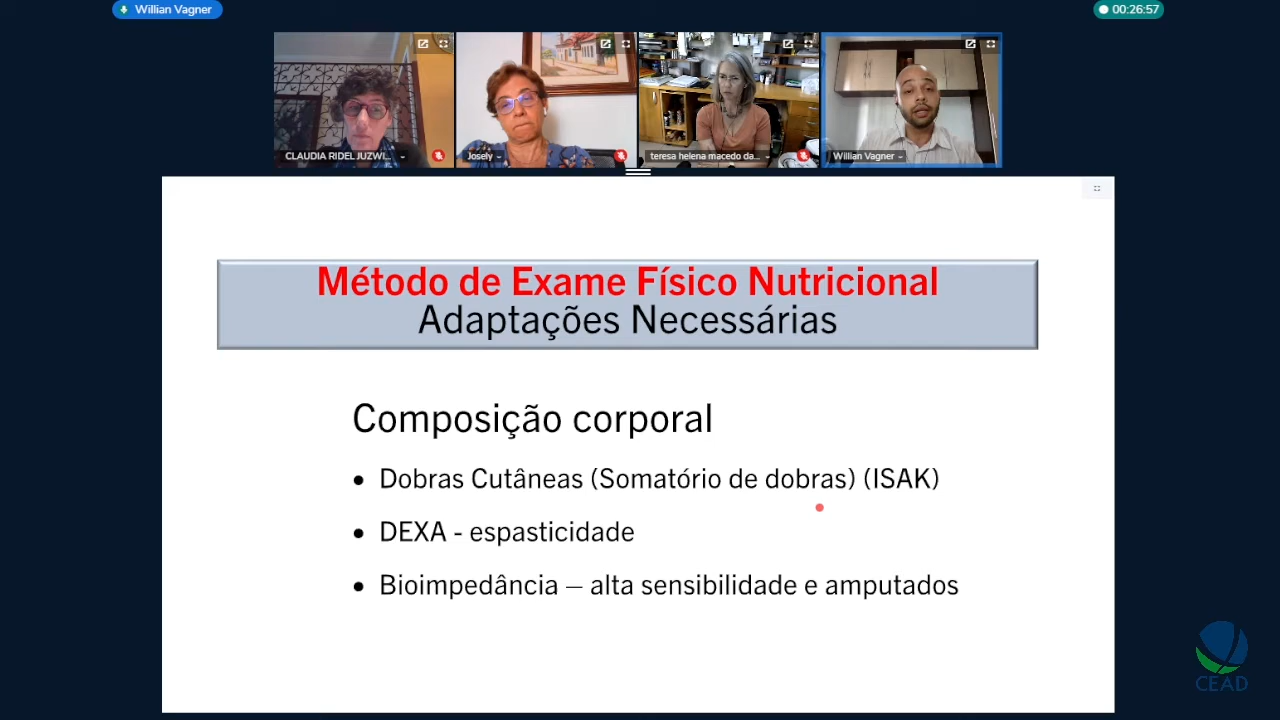 Willian Vagner
00:26:57
CLAUDIA RIDEL JUZWI...
Josely
teresa helena macedo da...
Willian Vagner
Método de Exame Físico Nutricional
Adaptações Necessárias
Composição corporal
• Dobras Cutâneas (Somatório de dobras) (ISAK)
• DEXA - espasticidade
• Bioimpedância – alta sensibilidade e amputados
CEAD